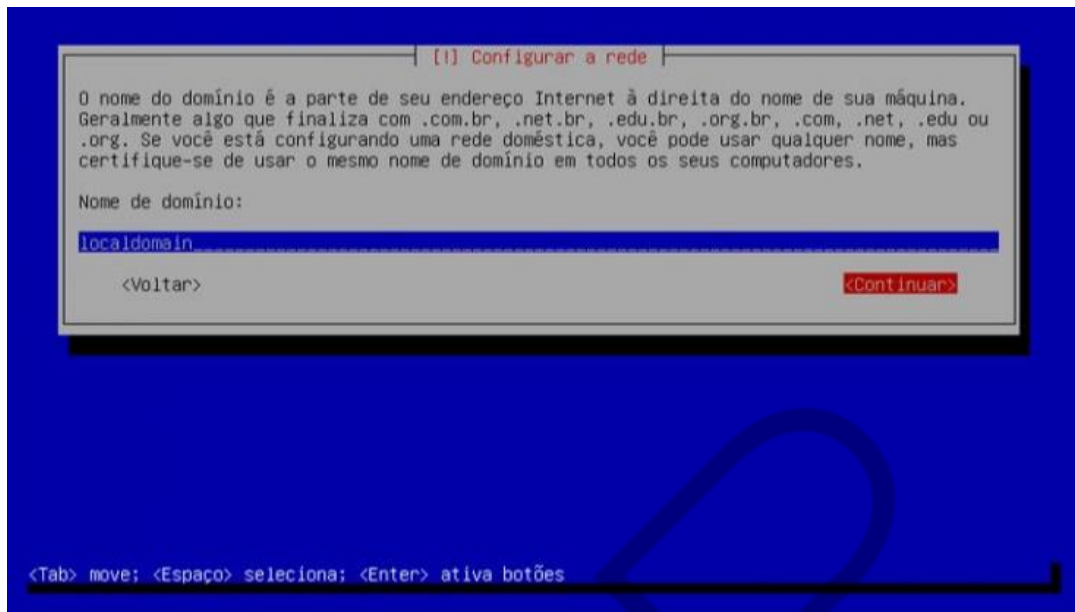 [!] Configurar a rede
O nome do domínio é a parte de seu endereço Internet à direita do nome de sua máquina.
Geralmente algo que finaliza com .com.br, .net.br, .edu.br, .org.br, .com, .net, .edu ou
.org. Se você está configurando uma rede doméstica, você pode usar qualquer nome, mas
certifique-se de usar o mesmo nome de domínio em todos os seus computadores.
Nome de domínio:
localdomain
<Voltar> <Continuar>
<Tab> move; <Espaço> seleciona; <Enter> ativa botões